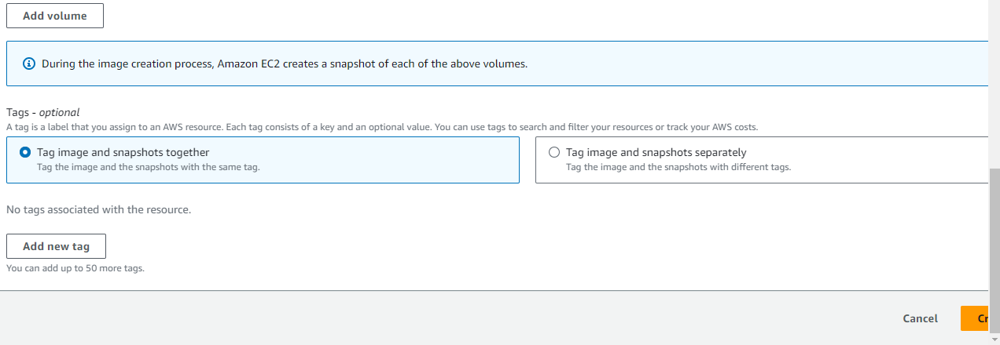 Add volume
During the image creation process, Amazon EC2 creates a snapshot of each of the above volumes.
Tags - optional
A tag is a label that you assign to an AWS resource. Each tag consists of a key and an optional value. You can use tags to search and filter your resources or track your AWS costs.
Tag image and snapshots together
Tag the image and the snapshots with the same tag.
Tag image and snapshots separately
Tag the image and the snapshots with different tags.
No tags associated with the resource.
Add new tag
You can add up to 50 more tags.
Cancel